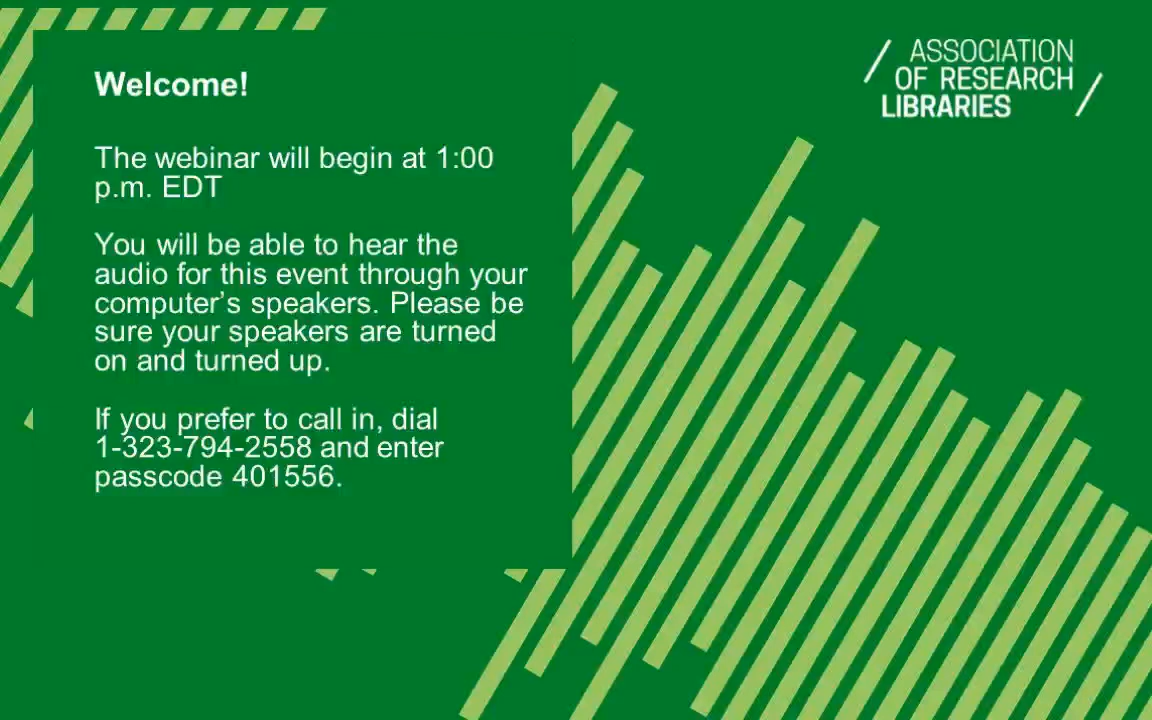 Welcome!
The webinar will begin at 1:00
p.m. EDT
You will be able to hear the
audio for this event through your
computer’s speakers. Please be
sure your speakers are turned
on and turned up.
If you prefer to call in, dial
1-323-794-2558 and enter
passcode 401556.
ASSOCIATION
OF RESEARCH
LIBRARIES